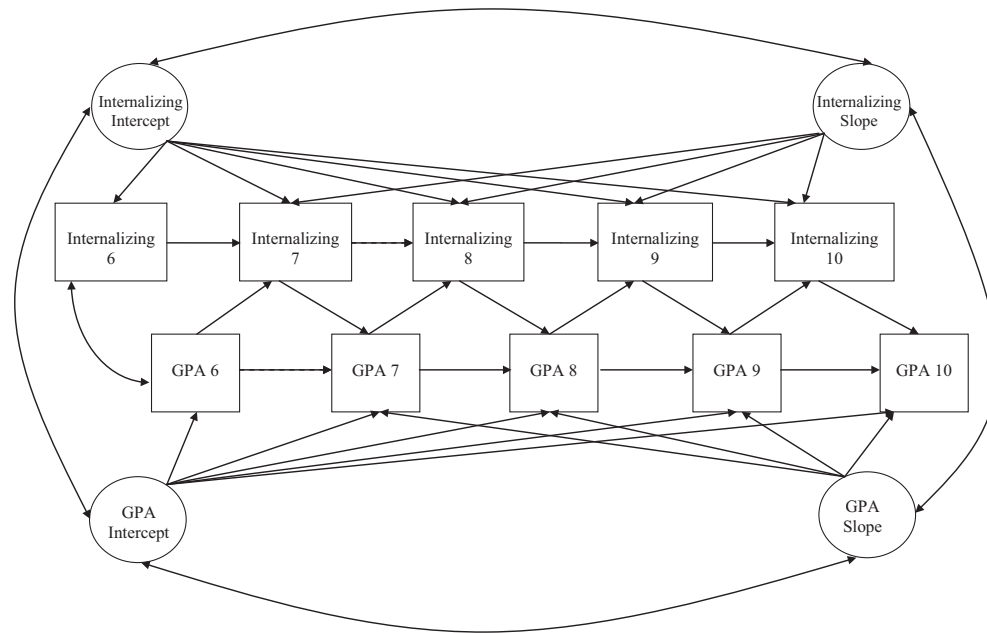 Internalizing
Intercept
Internalizing
Slope
Internalizing
6
Internalizing
7
Internalizing
8
Internalizing
9
Internalizing
10
GPA 6
GPA 7
GPA 8
GPA 9
GPA 10
GPA
Intercept
GPA
Slope